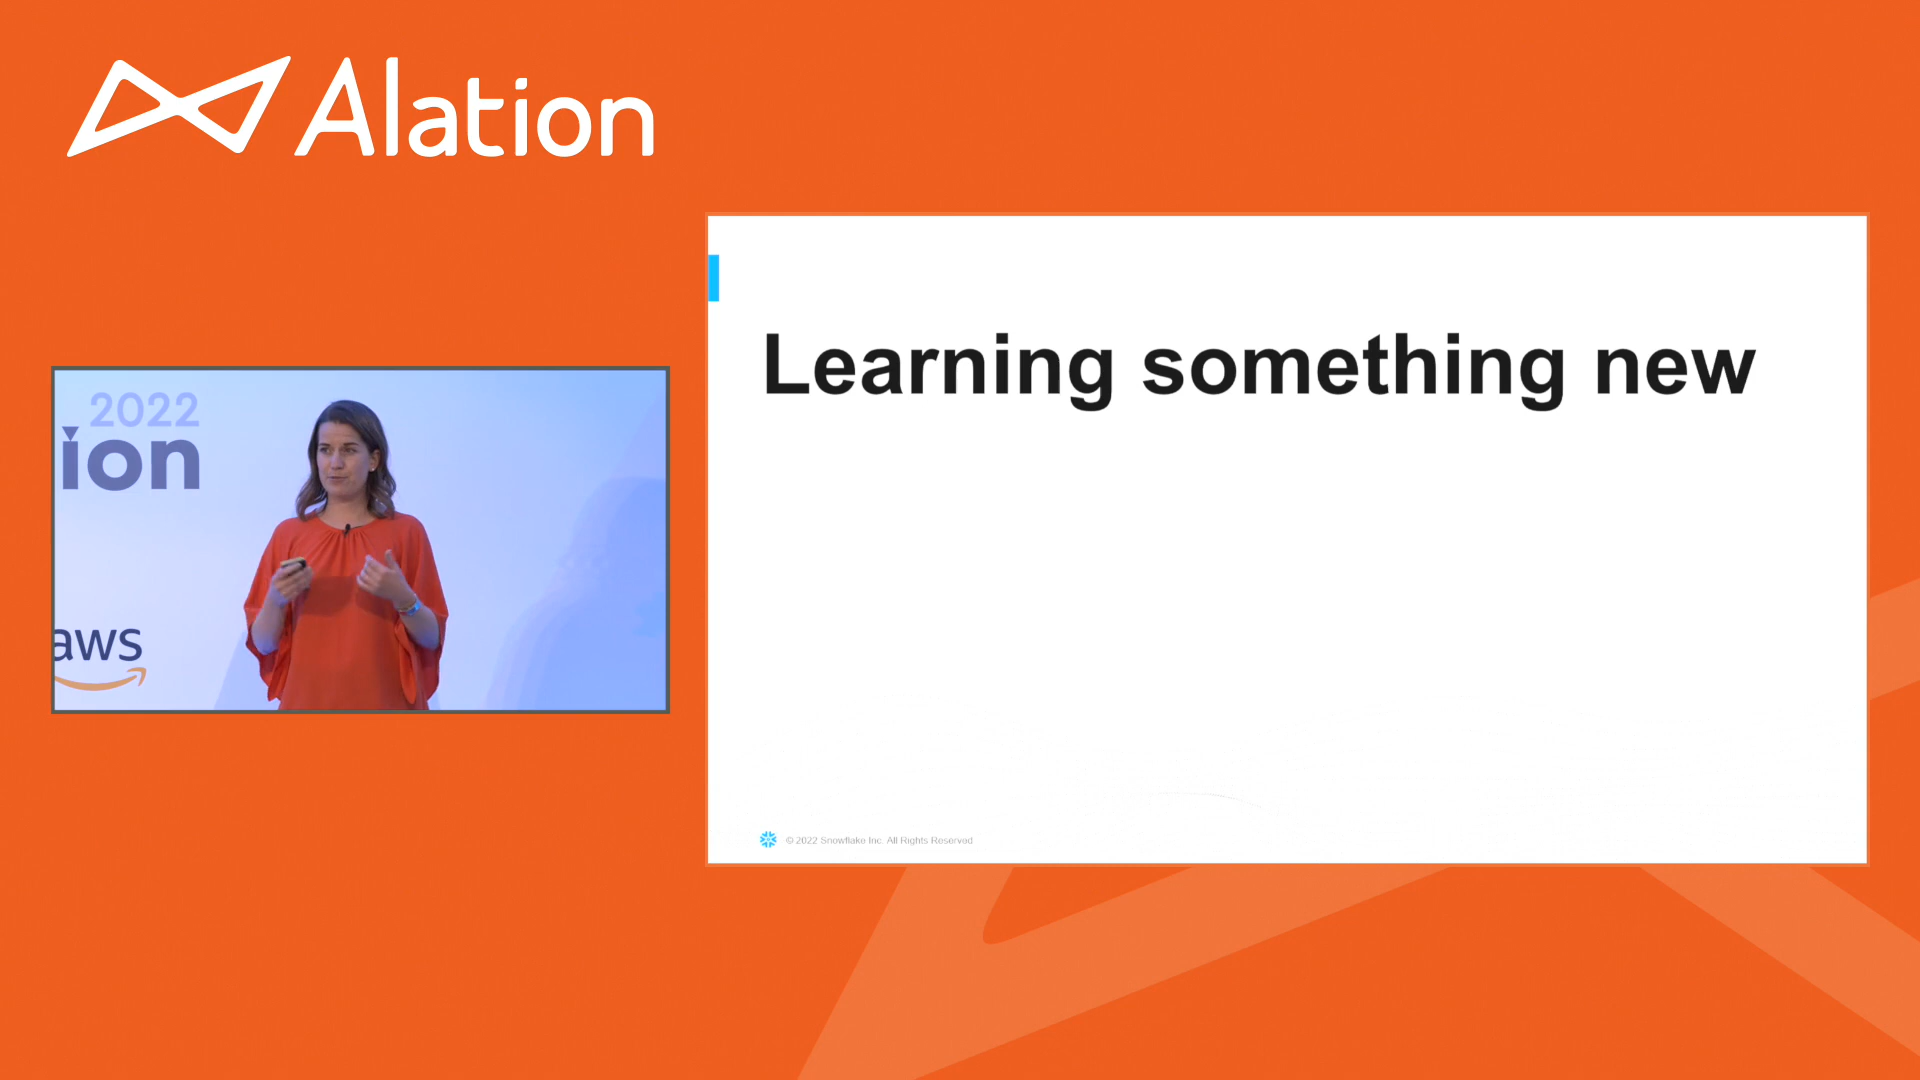 Alation
2022
ion
aws
Learning something new
© 2022 Snowflake Inc. All Rights Reserved